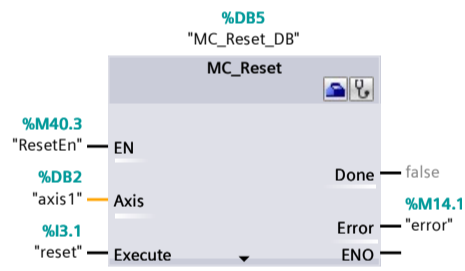 %DB5
"MC_Reset_DB"
MC_Reset
%M40.3
"ResetEn"
EN
%DB2
"axis1"
Axis
%I3.1
"reset"
Execute
Done
false
%M14.1
Error
"error"
ENO